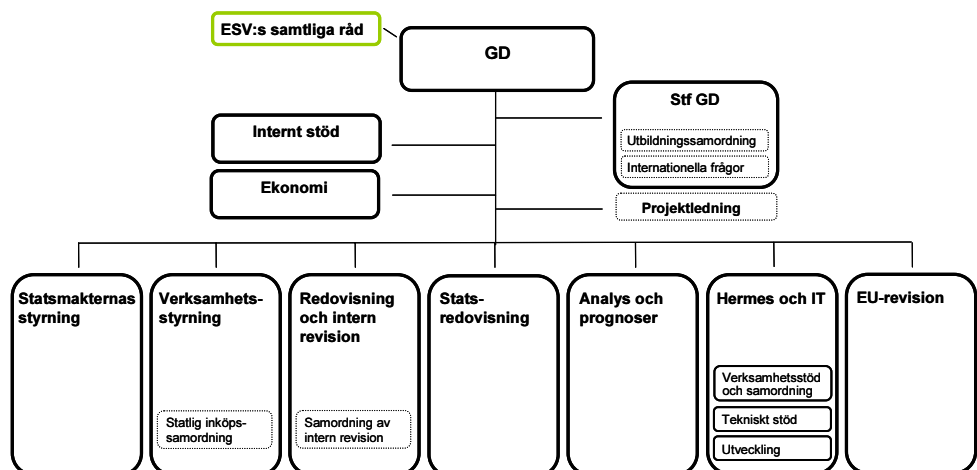 ESV:s samtliga råd
GD
Stf GD
Utbildningssamordning
Internationella frågor
Internt stöd
Ekonomi
Projektledning
Statsmakternas
styrning
Verksamhets-
styrning
Statlig inköps-
samordning
Redovisning
och intern
revision
Samordning av
intern revision
Stats-
redovisning
Analys och
prognoser
Hermes och IT
Verksamhetsstöd
och samordning
Tekniskt stöd
Utveckling
EU-revision